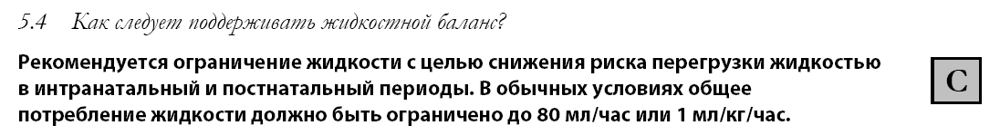 5.4 Как следует поддерживать жидкостной баланс?
Рекомендуется ограничение жидкости с целью снижения риска перегрузки жидкостью
в интранатальный и постнатальный периоды. В обычных условиях общее
потребление жидкости должно быть ограничено до 80 мл/час или 1 мл/кг/час.
C